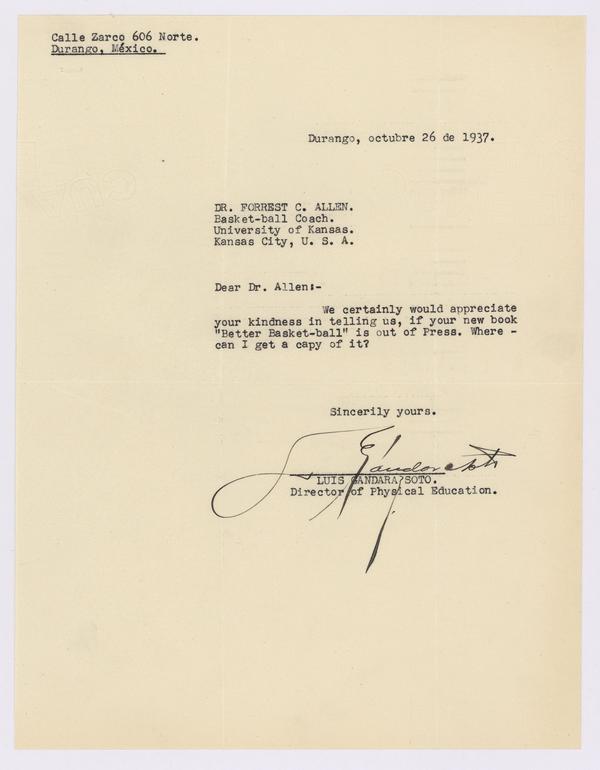 Calle Zarco 606 Norte.
Durango, México.
Durango, octubre 26 de 1937.
DR. FORREST C. ALLEN.
Basket-ball Coach.
University of Kansas.
Kansas City, U. S. A.
Dear Dr. Allen:-
We certainly would appreciate
your kindness in telling us, if your new book
"Better Basket-ball" is out of Press. Where -
can I get a capy of it?
Sincerily yours.
LUIS GANDARA SOTO.
Director of Physical Education.